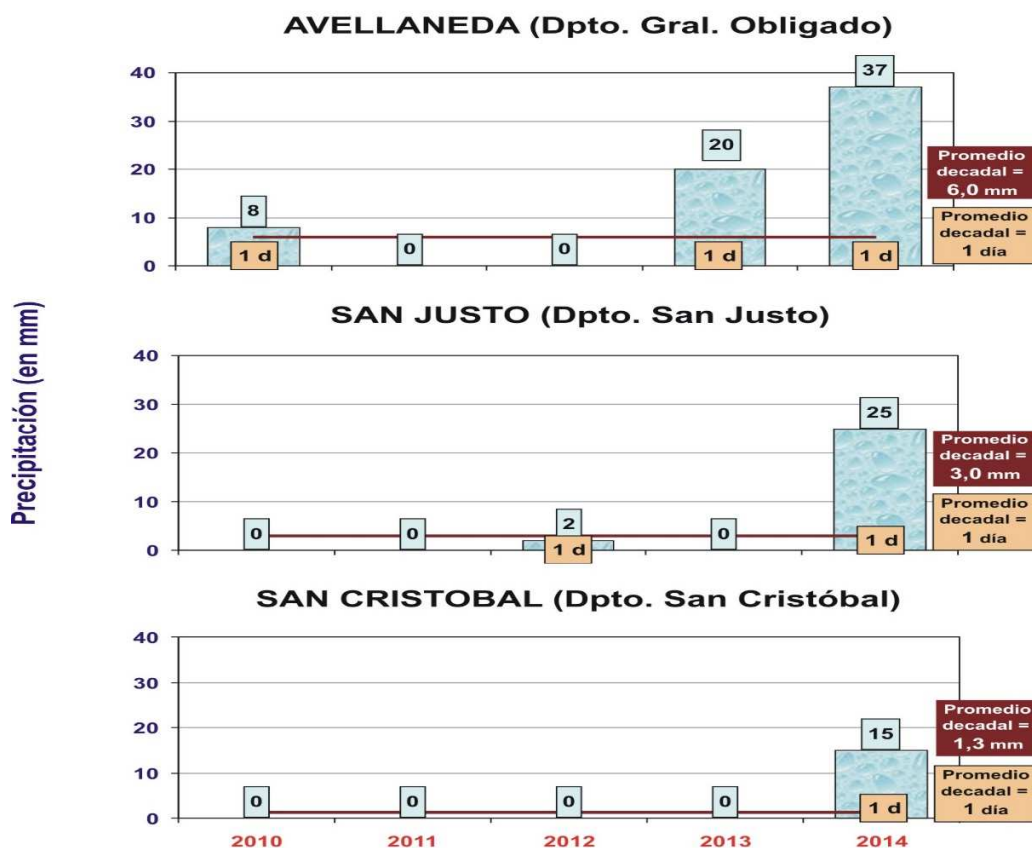 AVELLANEDA (Dpto. Gral. Obligado)
40
30
20
10
0
8
0
0
20
37
1 d
1 d
1 d
Promedio
decadal =
6,0 mm
Promedio
decadal =
1 día
Precipitación (en mm)
SAN JUSTO (Dpto. San Justo)
40
30
20
10
0
0
0
2
0
25
1 d
1 d
Promedio
decadal =
3,0 mm
Promedio
decadal =
1 día
SAN CRISTOBAL (Dpto. San Cristóbal)
40
30
20
10
0
0
0
0
0
15
1 d
Promedio
decadal =
1,3 mm
Promedio
decadal =
1 día
2010 2011 2012 2013 2014